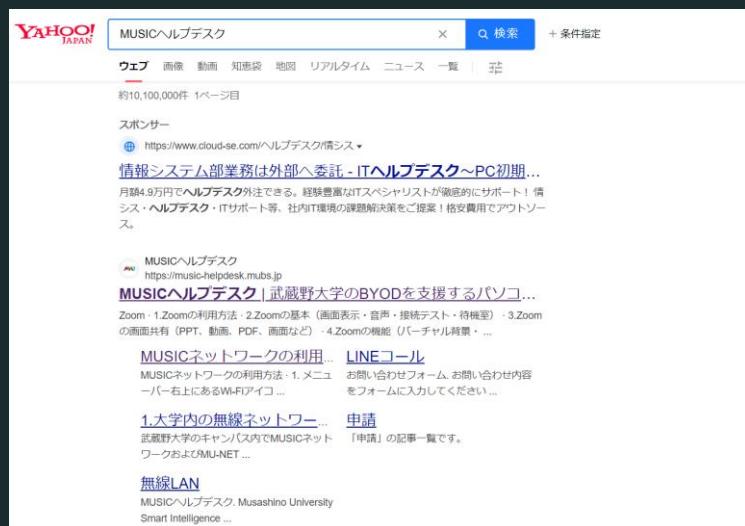 YAHOO!
JAPAN
MUSICヘルプデスク
検索
+ 条件指定
ウェブ 画像 動画 知恵袋 地図 リアルタイム ニュース 一覧
約10,100,000件 1ページ目
スポンサー
https://www.cloud-se.com/ヘルプデスク/情シス
情報システム部業務は外部へ委託 - ITヘルプデスク～PC初期...
月額4.9万円でヘルプデスク外注できる。経験豊富なITスペシャリストが徹底的にサポート！情
シス・ヘルプデスク・ITサポート等、社内IT環境の課題解決策をご提案！格安費用でアウトソー
ス。
MUSICヘルプデスク
https://music-helpdesk.mubs.jp
MUSICヘルプデスク | 武蔵野大学のBYODを支援するパソコ...
Zoom · 1.Zoomの利用方法 · 2.Zoomの基本（画面表示・音声・接続テスト・待機室） · 3.Zoom
の画面共有（PPT、動画、PDF、画面など） · 4.Zoomの機能（バーチャル背景・ ...
MUSICネットワークの利用...
MUSICネットワークの利用方法 · 1. メニュ
ーバー右上にあるWi-Fiアイコ ...
LINEコール
お問い合わせフォーム. お問い合わせ内容
をフォームに入力してください ...
1.大学内の無線ネットワー...
武蔵野大学のキャンパス内でMUSICネット
ワークおよびMU-NET ...
申請
「申請」の記事一覧です。
無線LAN
MUSICヘルプデスク. Musashino University
Smart Intelligence ...